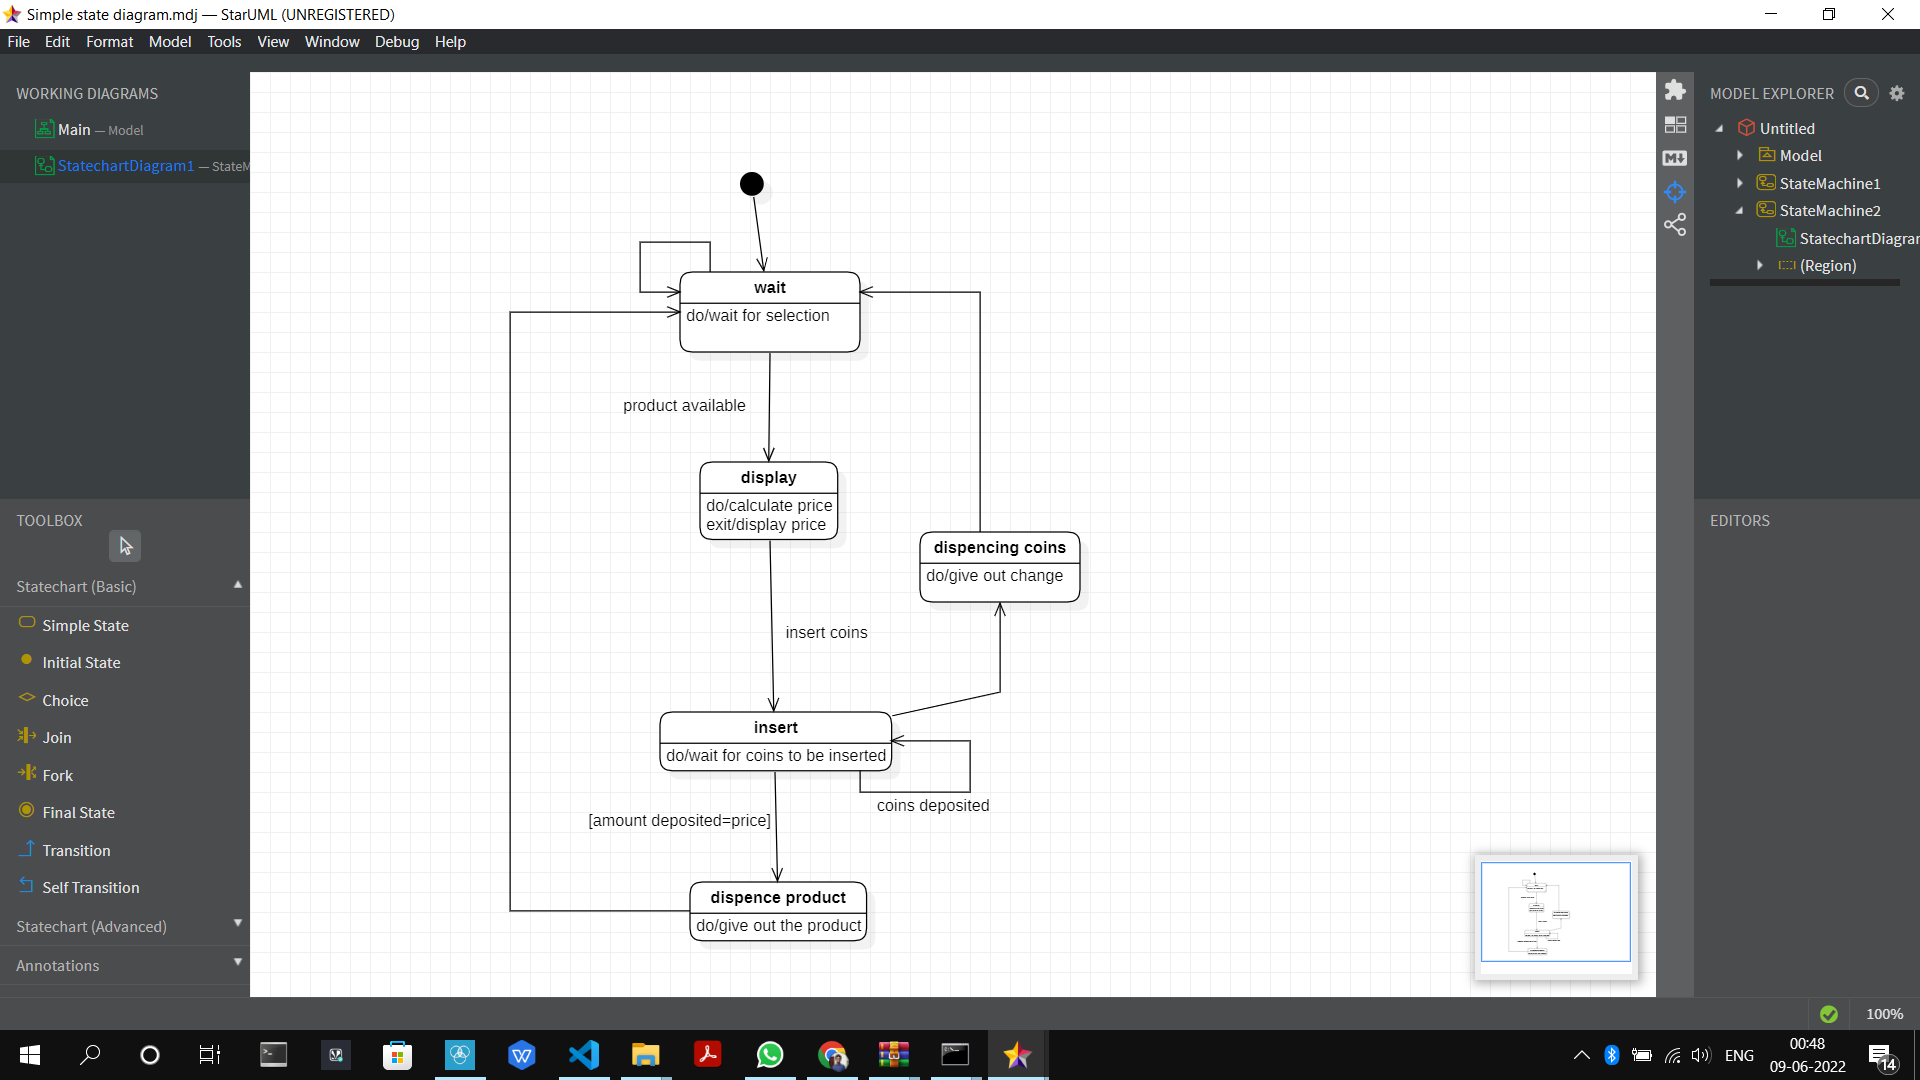 Simple state diagram.mdj — StarUML (UNREGISTERED)
File Edit Format Model Tools View Window Debug Help
WORKING DIAGRAMS
Main — Model
StatechartDiagram1 — StateM
TOOLBOX
Statechart (Basic)
Simple State
Initial State
Choice
Join
Fork
Final State
Transition
Self Transition
Statechart (Advanced)
Annotations
wait
do/wait for selection
product available
display
do/calculate price
exit/display price
dispencing coins
do/give out change
insert coins
insert
do/wait for coins to be inserted
coins deposited
[amount deposited=price]
dispence product
do/give out the product
MODEL EXPLORER
Untitled
Model
StateMachine1
StateMachine2
StatechartDiagra
(Region)
EDITORS
100%
ENG
00:48
09-06-2022
14